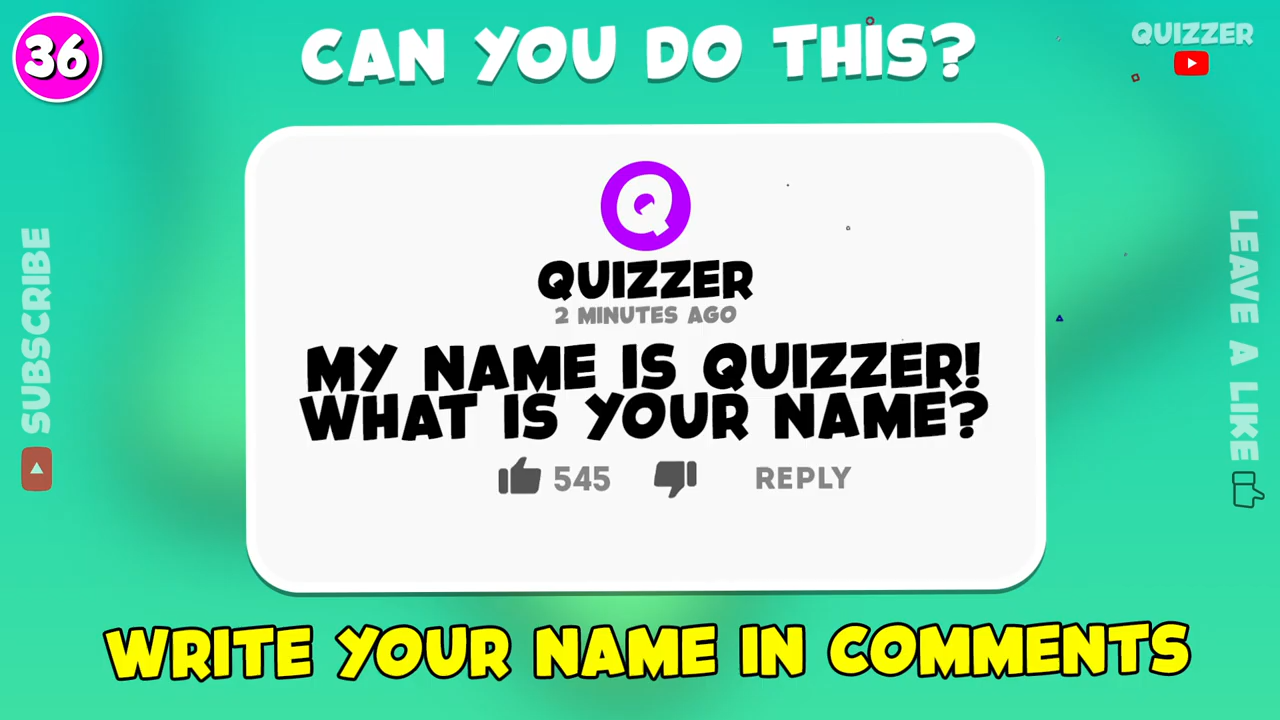 36
CAN YOU DO THIS?
QUIZZER
SUBSCRIBE
Q
QUIZZER
2 MINUTES AGO
MY NAME IS QUIZZER!
WHAT IS YOUR NAME?
545
REPLY
LEAVE A LIKE
WRITE YOUR NAME IN COMMENTS